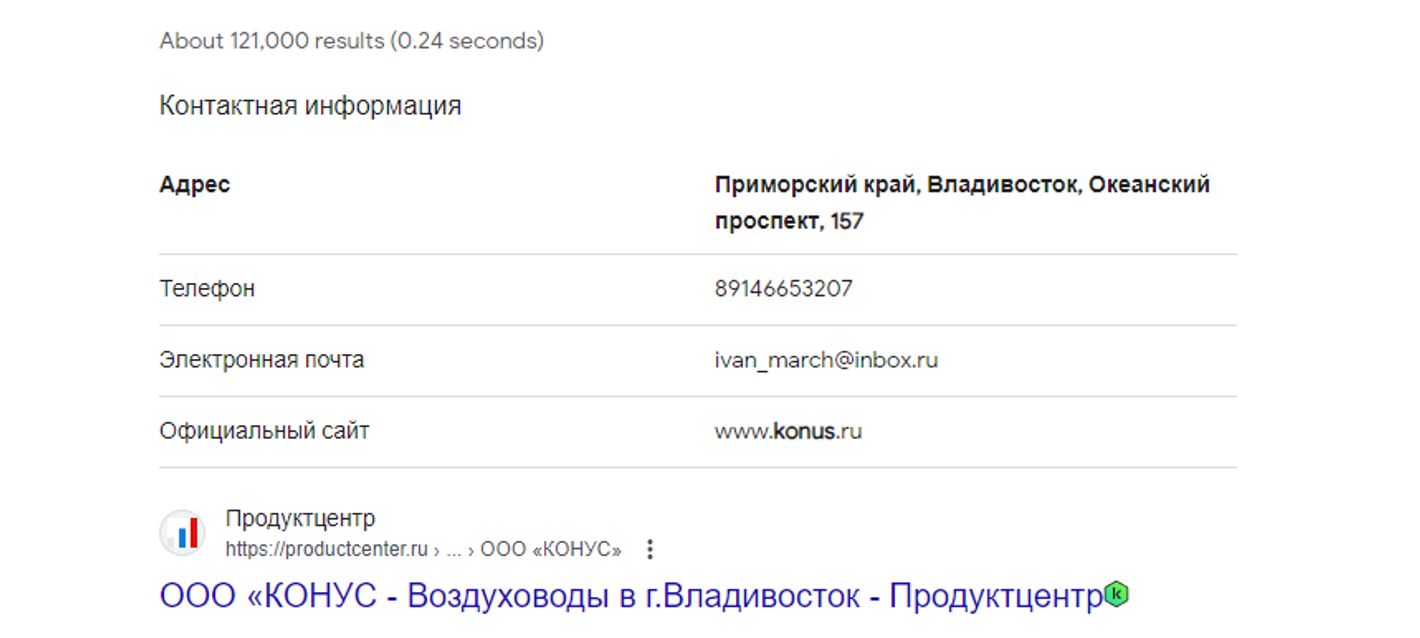 About 121,000 results (0.24 seconds)
Контактная информация
Адрес
Приморский край, Владивосток, Океанский
проспект, 157
Телефон
89146653207
Электронная почта
ivan_march@inbox.ru
Официальный сайт
www.konus.ru
Продуктцентр
https://productcenter.ru › ... › ООО «КОНУС»
ООО «КОНУС - Воздуховоды в г.Владивосток - Продуктцентр